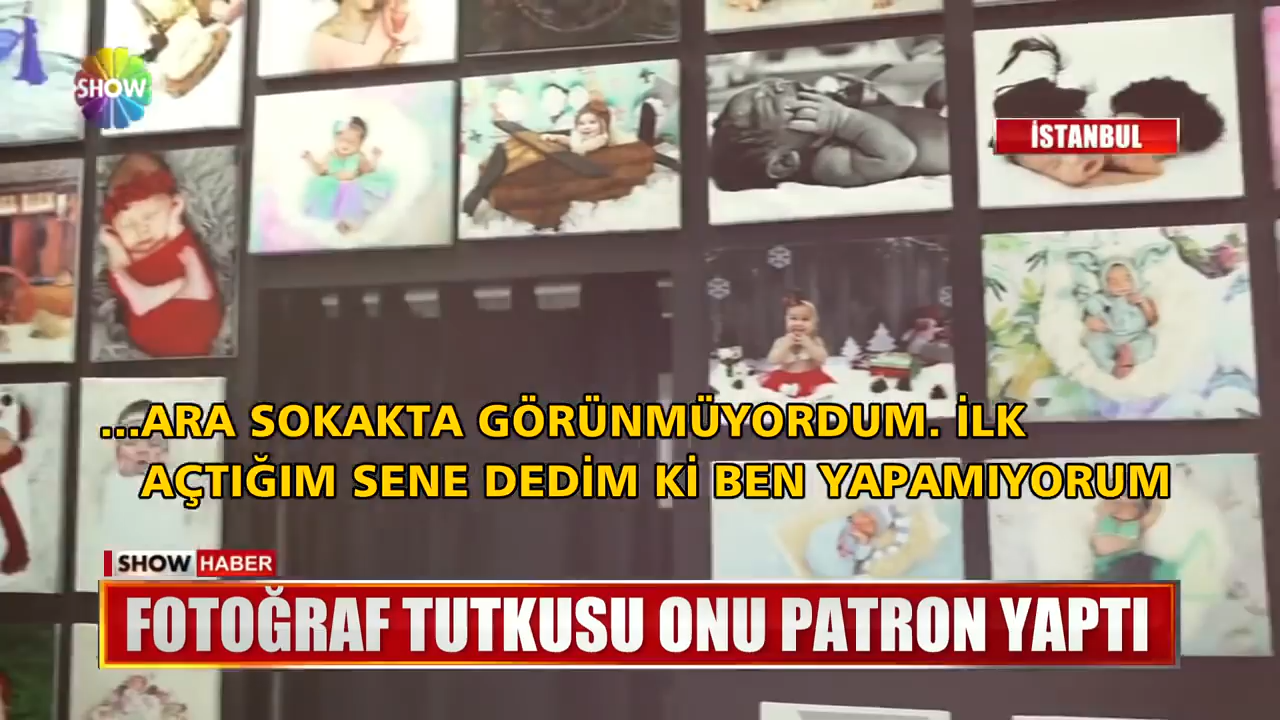 SHOW
İSTANBUL
...ARA SOKAKTA GÖRÜNMÜYORDUM. İLK
AÇTIĞIM SENE DEDİM Kİ BEN YAPAMIYORUM
SHOW HABER
FOTOĞRAF TUTKUSU ONU PATRON YAPTI